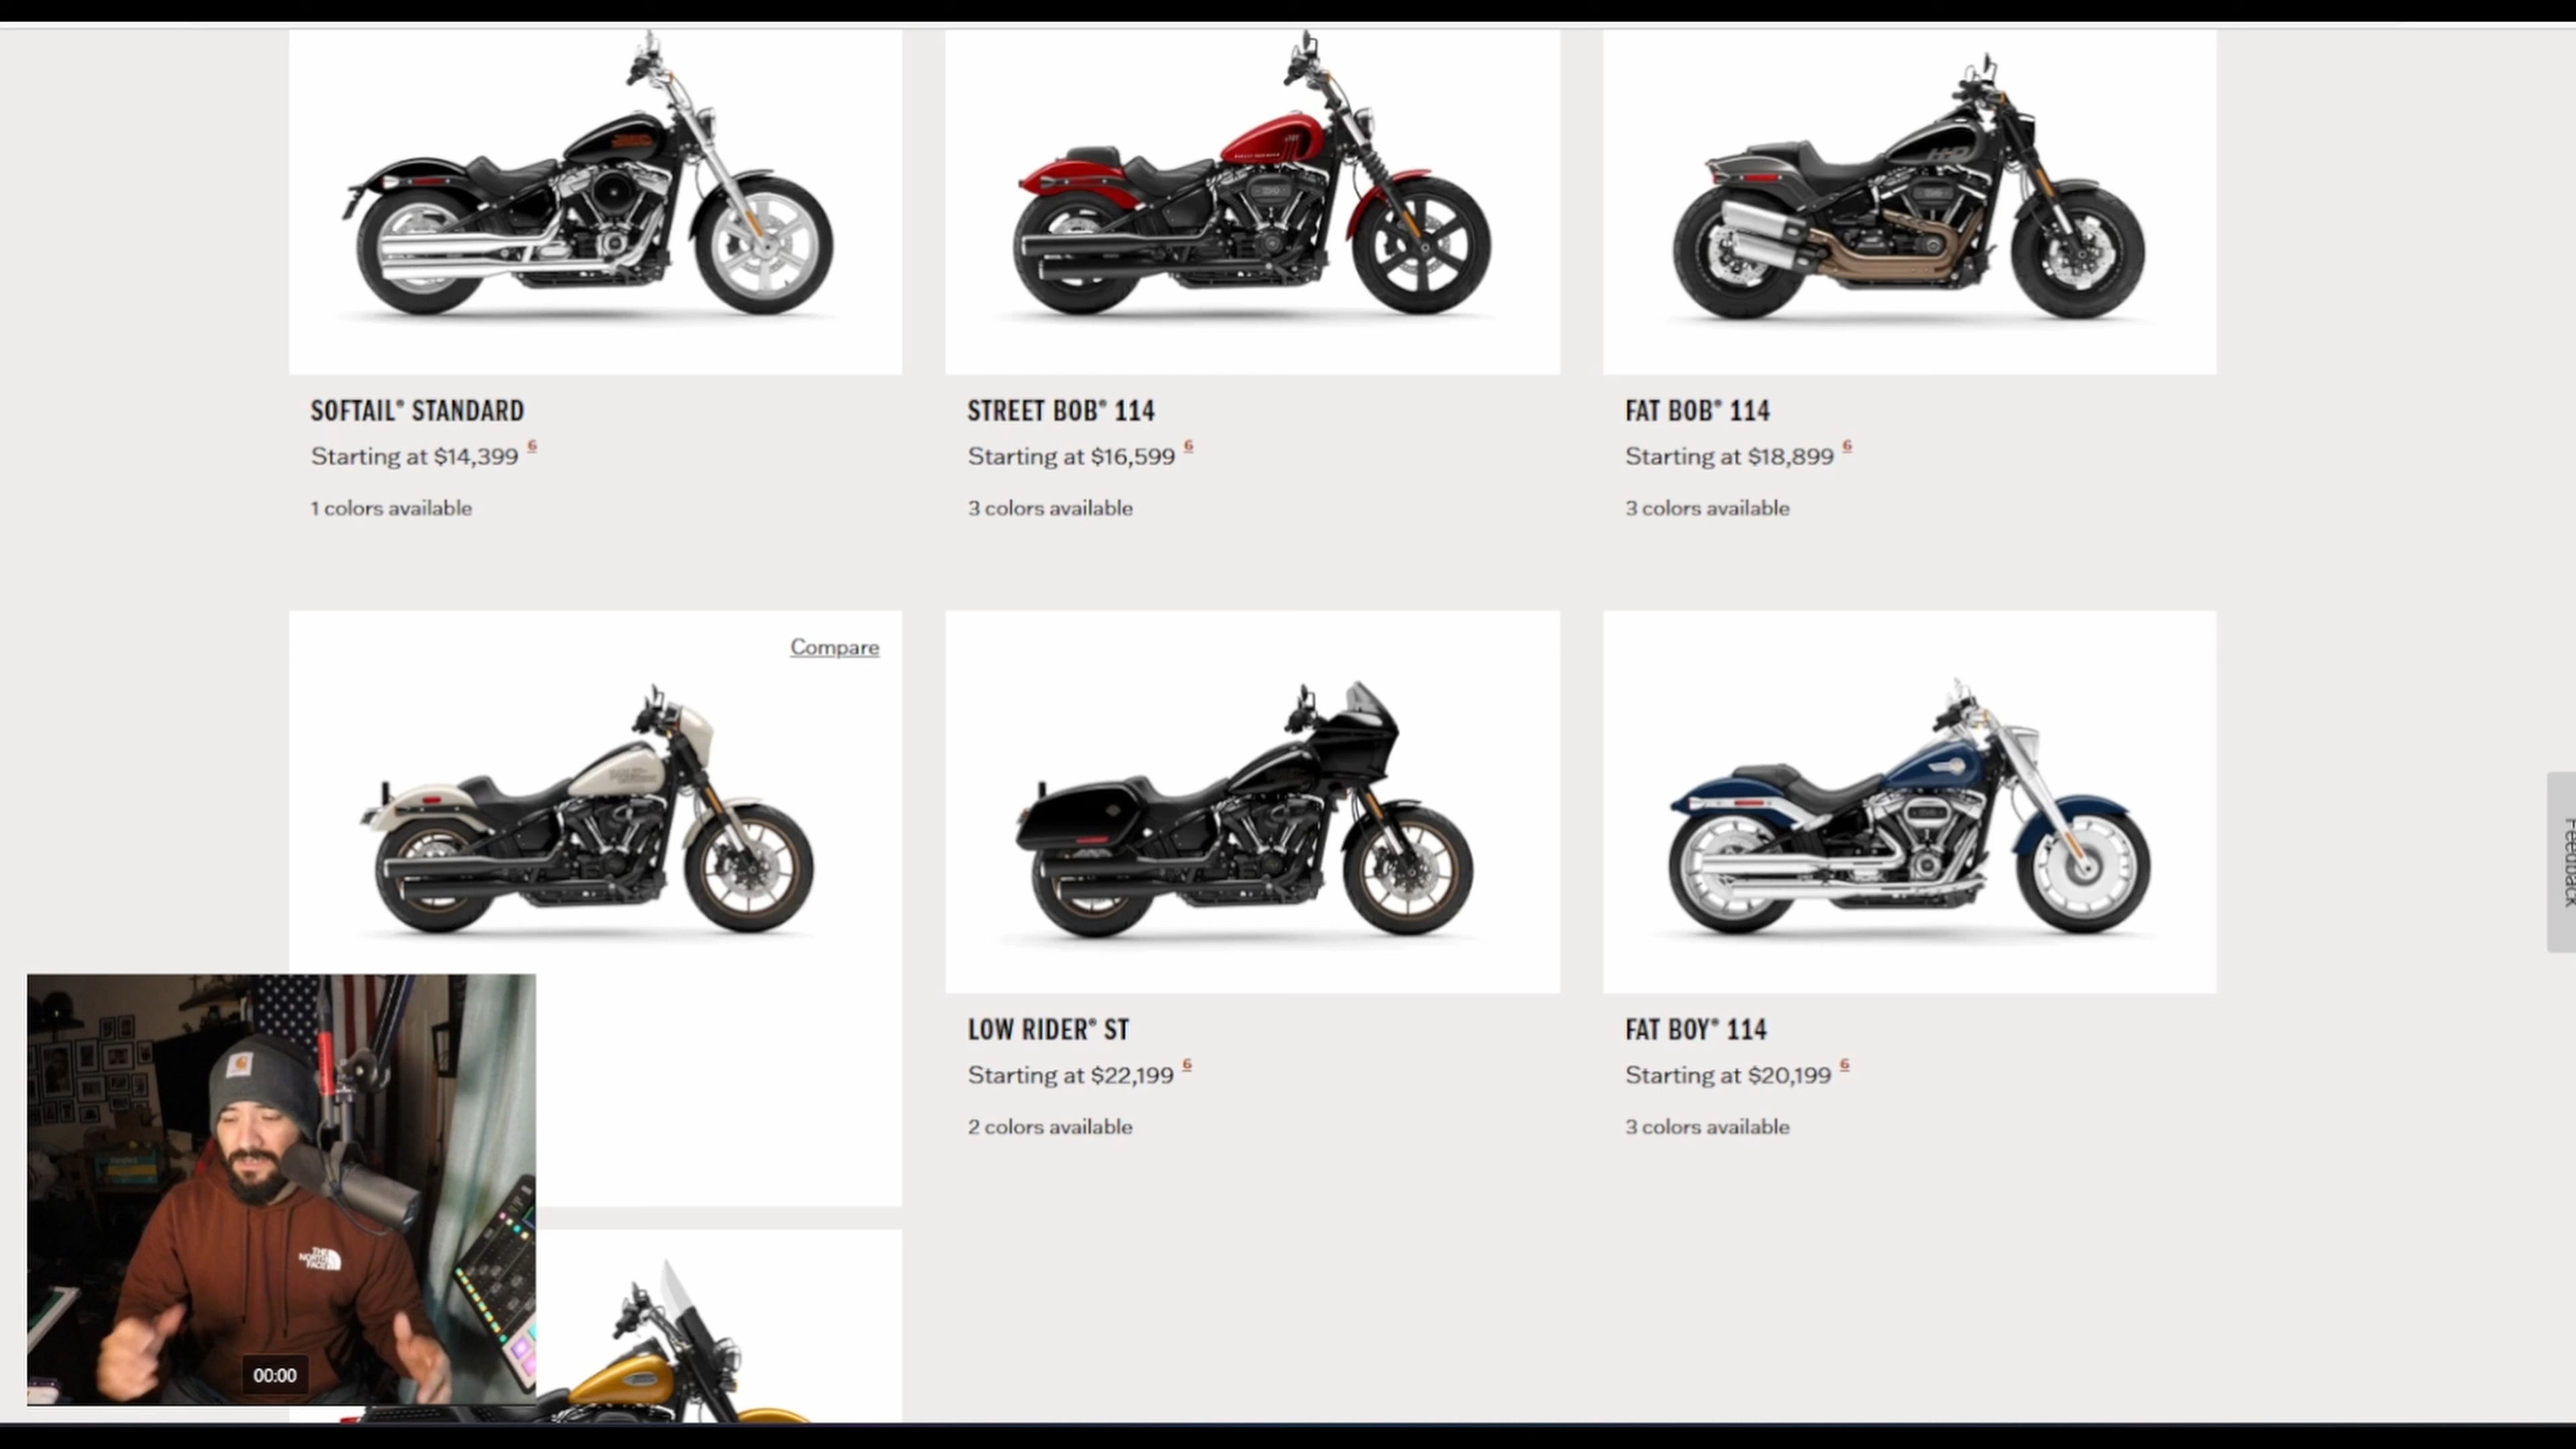 SOFTAIL® STANDARD
Starting at $14,399 6
1 colors available
STREET BOB® 114
Starting at $16,599 6
3 colors available
FAT BOB® 114
Starting at $18,899 6
3 colors available
Compare
LOW RIDER® ST
Starting at $22,199 6
2 colors available
FAT BOY® 114
Starting at $20,199 6
3 colors available
Feedback
THE
NORTH
FACE
00:00